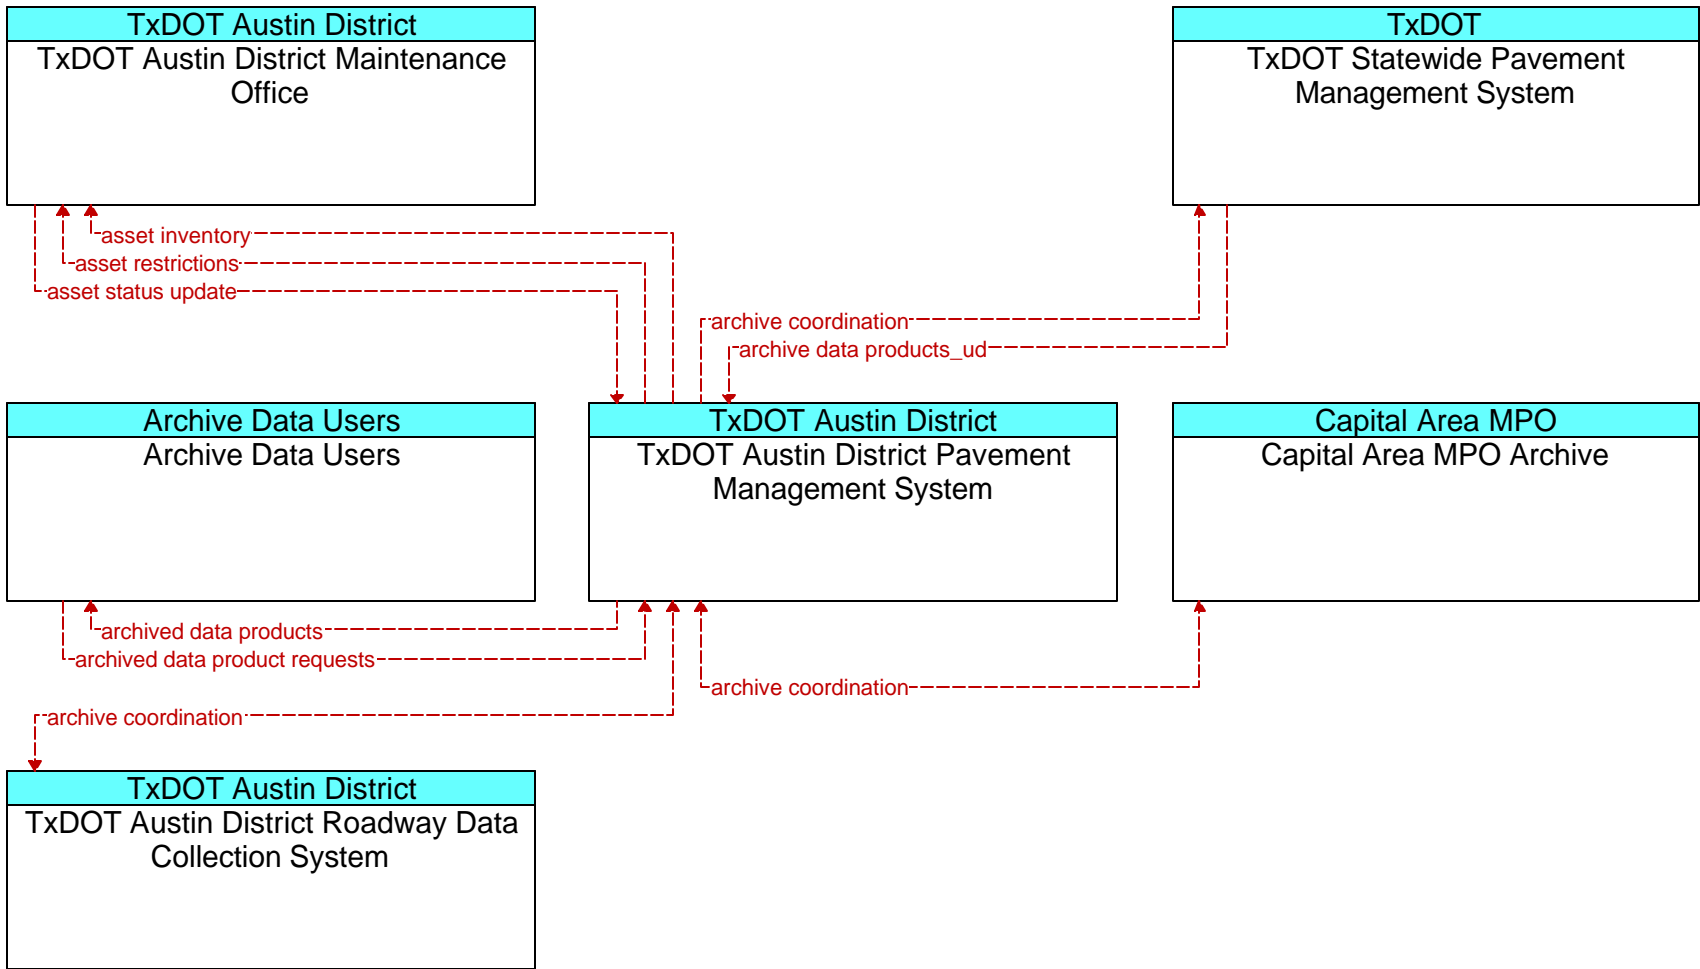 TxDOT Austin District
TxDOT Austin District Maintenance
Office
TxDOT
TxDOT Statewide Pavement
Management System
asset inventory
asset restrictions
asset status update
archive coordination
archive data products_ud
Archive Data Users
Archive Data Users
TxDOT Austin District
TxDOT Austin District Pavement
Management System
Capital Area MPO
Capital Area MPO Archive
archived data products
archived data product requests
archive coordination
archive coordination
TxDOT Austin District
TxDOT Austin District Roadway Data
Collection System